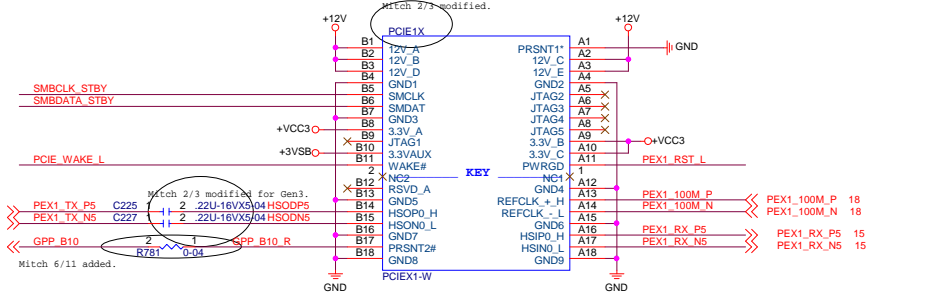 Mitch 2/3 modified.
+12V
PCIE1X
+12V
B1 12V_A PRSNT1* A1 GND
B2 12V_B 12V_C A2
B3 12V_D 12V_E A3
B4 GND1 GND2 A4
SMBCLK_STBY B5 SMCLK JTAG2 A5
SMBDATA_STBY B6 SMDAT JTAG3 A6
B7 GND3 JTAG4 A7
+VCC3 B8 3.3V_A JTAG5 A8
B9 JTAG1 3.3V_B A9 +VCC3
+3VSB B10 3.3VAUX 3.3V_C A10
PCIE_WAKE_L B11 WAKE# PWRGD A11 PEX1_RST_L
2 NC2 KEY NC1 1
B12 RSVD_A GND4 A12
Mitch 2/3 modified for Gen3.
B13 GND5 REFCLK_+_H A13 PEX1_100M_P PEX1_100M_P 18
PEX1_TX_P5 C225 1 2 .22U-16VX5-04 HSODP5 B14 HSOP0_H REFCLK_-_L A14 PEX1_100M_N PEX1_100M_N 18
PEX1_TX_N5 C227 1 2 .22U-16VX5-04 HSODN5 B15 HSON0_L GND6 A15
B16 GND7 HSIP0_H A16 PEX1_RX_P5 PEX1_RX_P5 15
GPP_B10 2 1 GPP_B10_R B17 PRSNT2# HSIN0_L A17 PEX1_RX_N5 PEX1_RX_N5 15
R781 0-04 B18 GND8 GND9 A18
Mitch 6/11 added.
PCIEX1-W
GND
GND